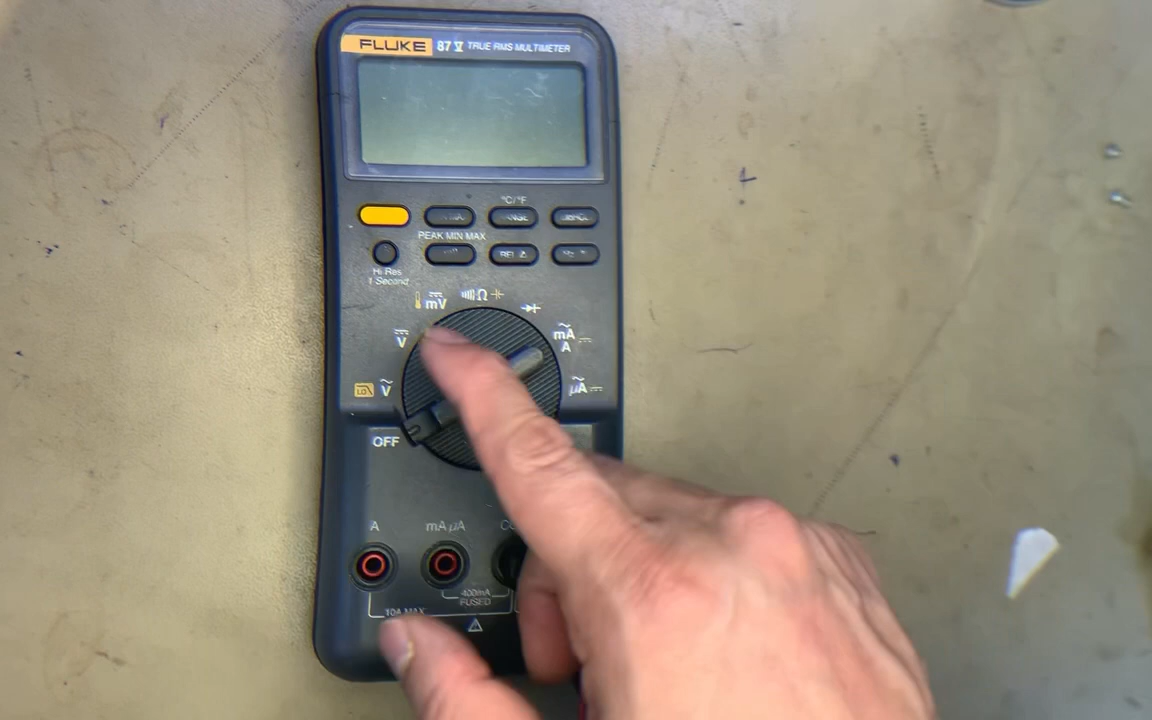 FLUKE 87 V TRUE RMS MULTIMETER
°C/°F
PEAK MIN MAX
REL Δ
Hi Res
1 Second
mV Ω
V mA
A
V µA
OFF
A mA µA
400mA
FUSED
10A MAX